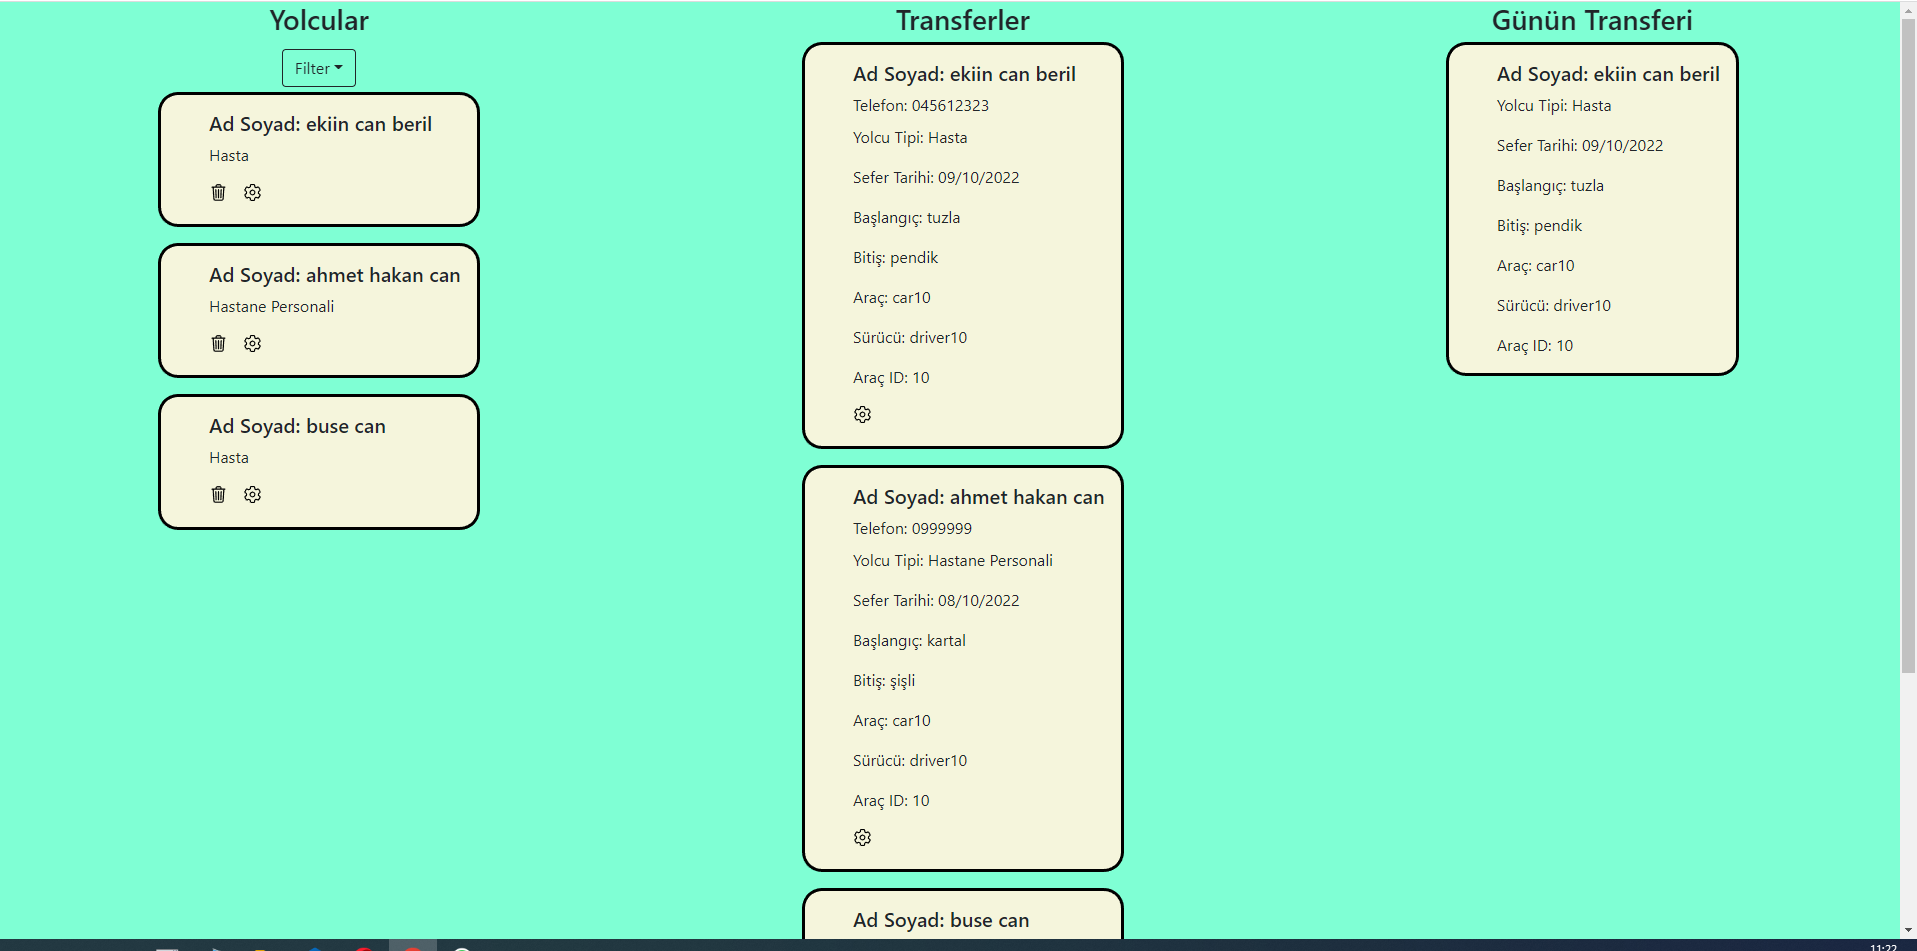 Yolcular
Filter
Ad Soyad: ekiin can beril
Hasta
Ad Soyad: ahmet hakan can
Hastane Personali
Ad Soyad: buse can
Hasta
Transferler
Ad Soyad: ekiin can beril
Telefon: 045612323
Yolcu Tipi: Hasta
Sefer Tarihi: 09/10/2022
Başlangıç: tuzla
Bitiş: pendik
Araç: car10
Sürücü: driver10
Araç ID: 10
Ad Soyad: ahmet hakan can
Telefon: 0999999
Yolcu Tipi: Hastane Personali
Sefer Tarihi: 08/10/2022
Başlangıç: kartal
Bitiş: şişli
Araç: car10
Sürücü: driver10
Araç ID: 10
Ad Soyad: buse can
Günün Transferi
Ad Soyad: ekiin can beril
Yolcu Tipi: Hasta
Sefer Tarihi: 09/10/2022
Başlangıç: tuzla
Bitiş: pendik
Araç: car10
Sürücü: driver10
Araç ID: 10
11:22